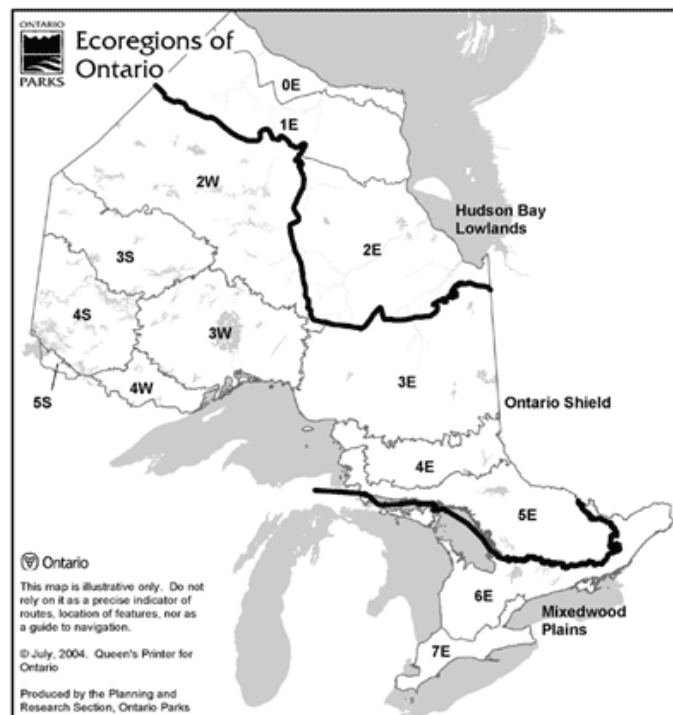 ONTARIO
PARKS
Ecoregions of
Ontario
0E
1E
2W
Hudson Bay
Lowlands
2E
3S
4S
3W
4W
5S
3E
Ontario Shield
4E
5E
Ontario
This map is illustrative only. Do not
rely on it as a precise indicator of
routes, location of features, nor as
a guide to navigation.
© July, 2004. Queen's Printer for
Ontario
Produced by the Planning and
Research Section, Ontario Parks
6E
Mixedwood
Plains
7E